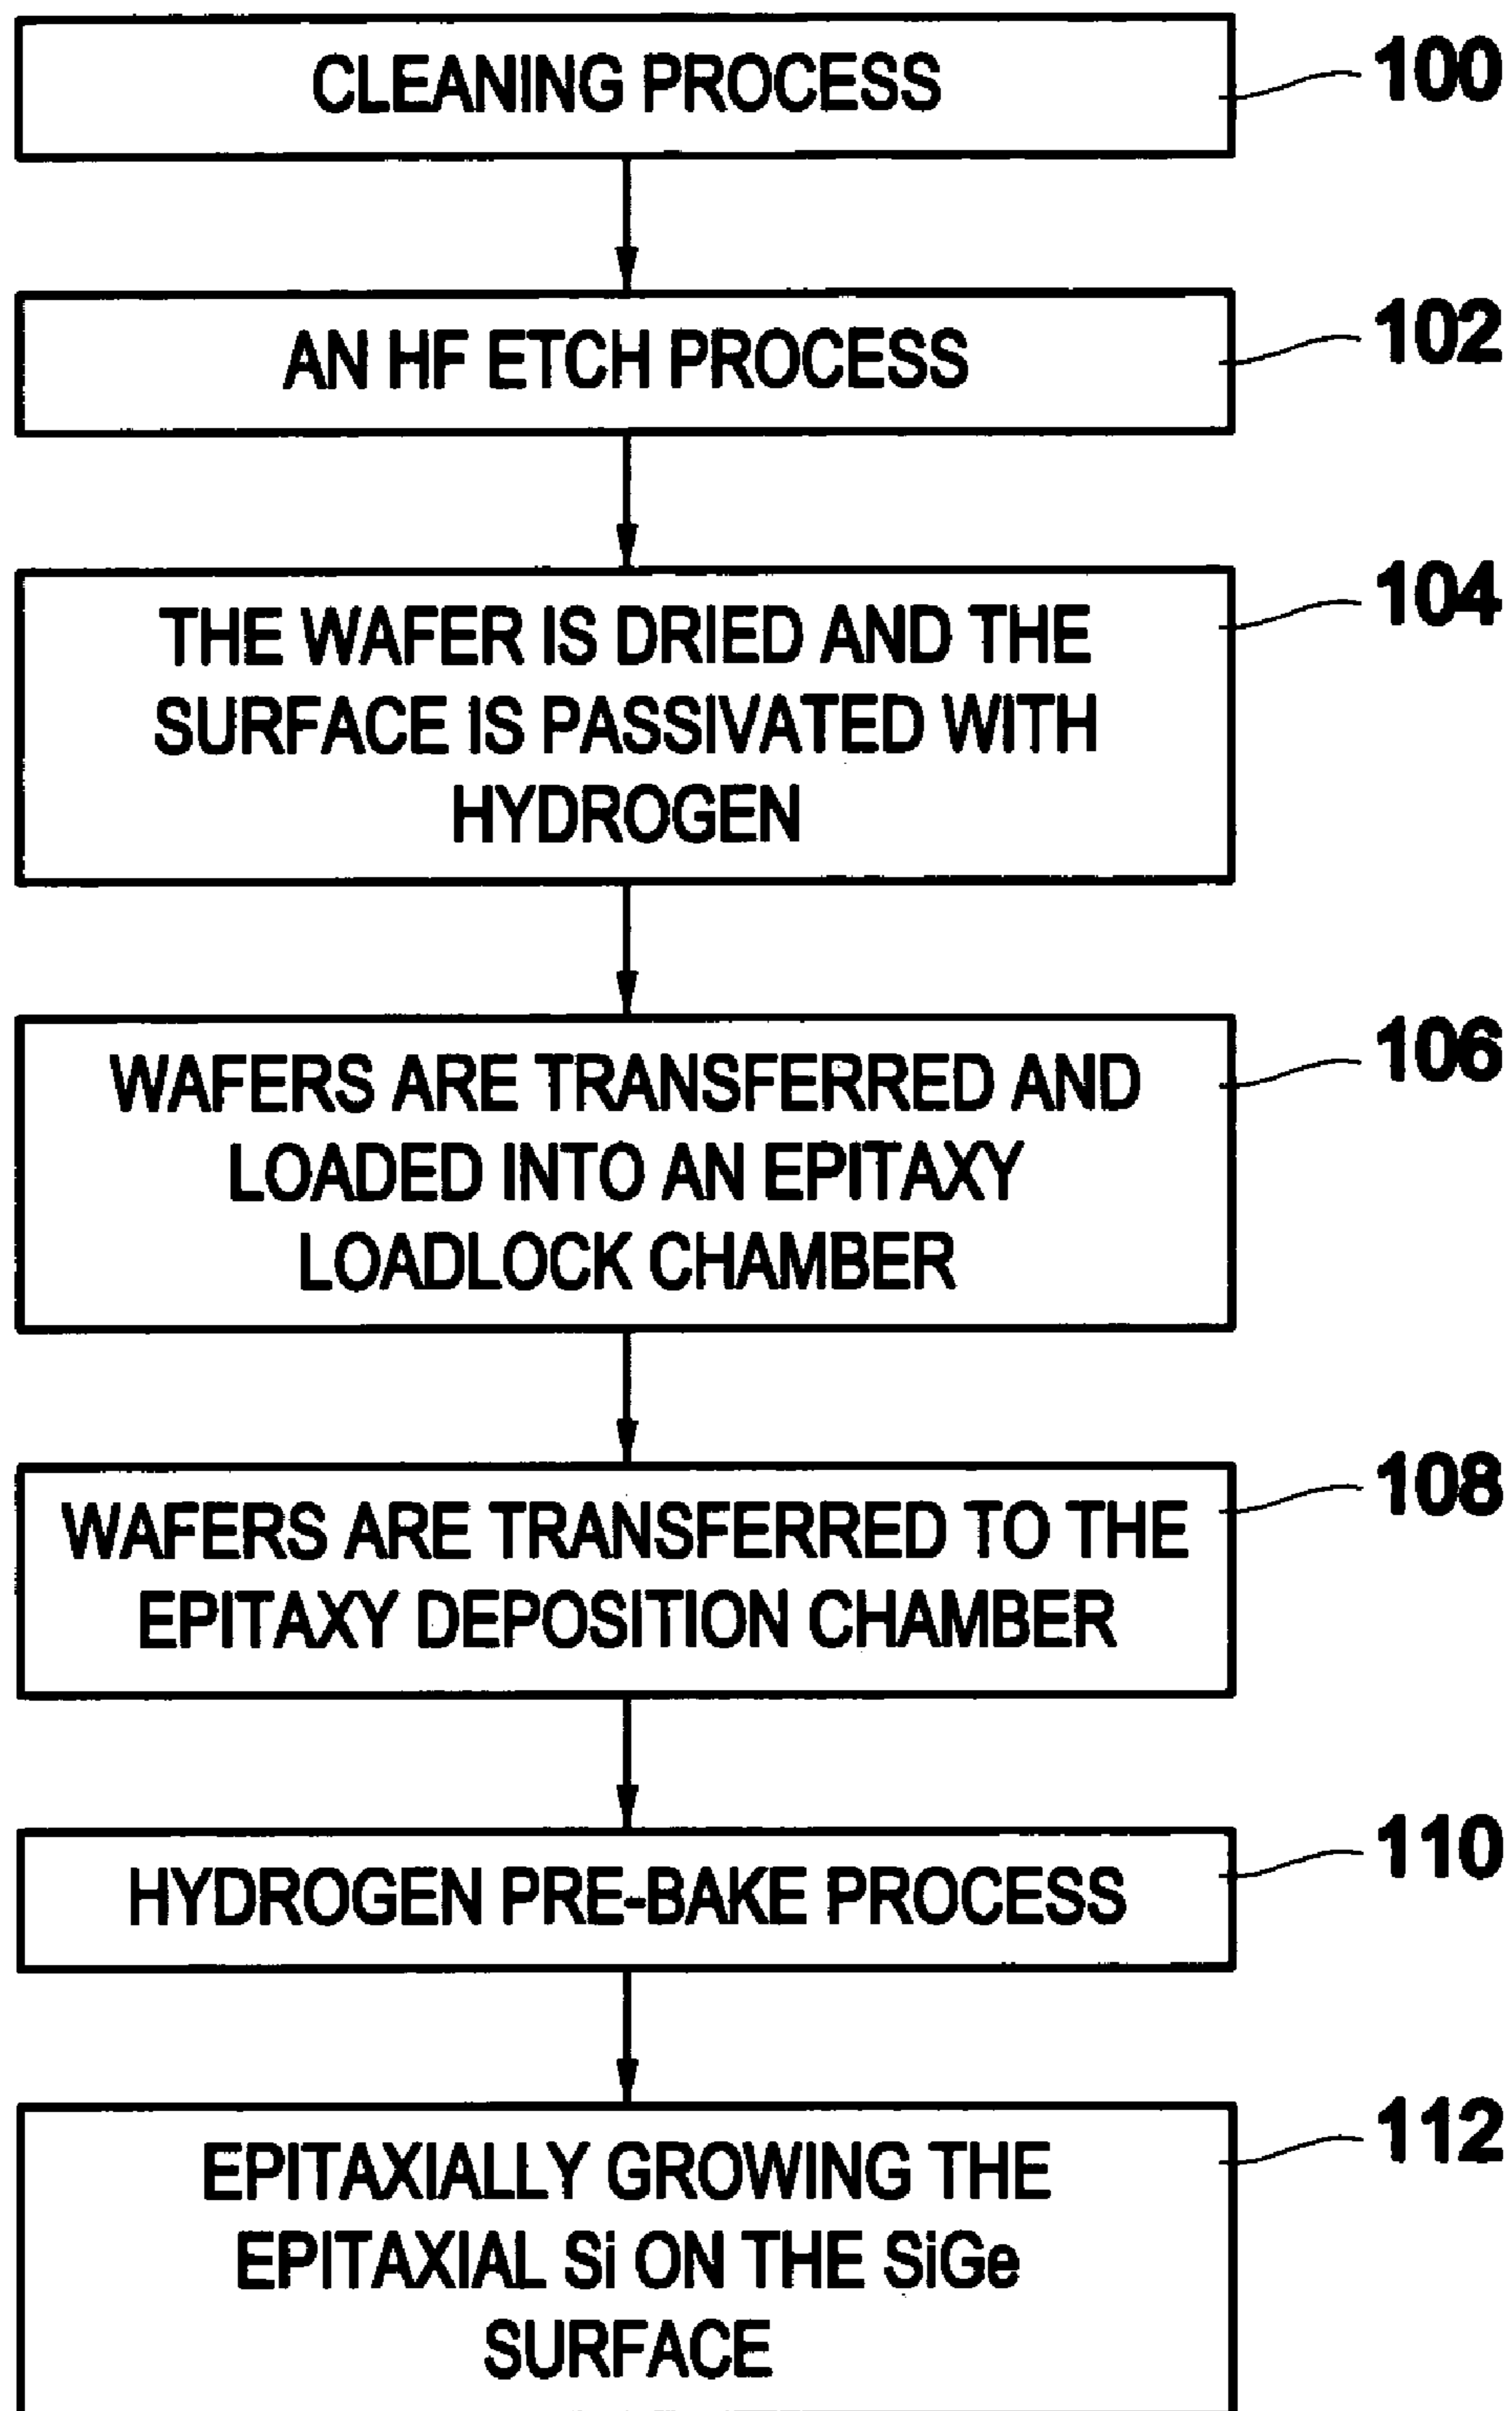 CLEANING PROCESS
100
AN HF ETCH PROCESS
102
THE WAFER IS DRIED AND THE
SURFACE IS PASSIVATED WITH
HYDROGEN
104
WAFERS ARE TRANSFERRED AND
LOADED INTO AN EPITAXY
LOADLOCK CHAMBER
106
WAFERS ARE TRANSFERRED TO THE
EPITAXY DEPOSITION CHAMBER
108
HYDROGEN PRE-BAKE PROCESS
110
EPITAXIALLY GROWING THE
EPITAXIAL Si ON THE SiGe
SURFACE
112